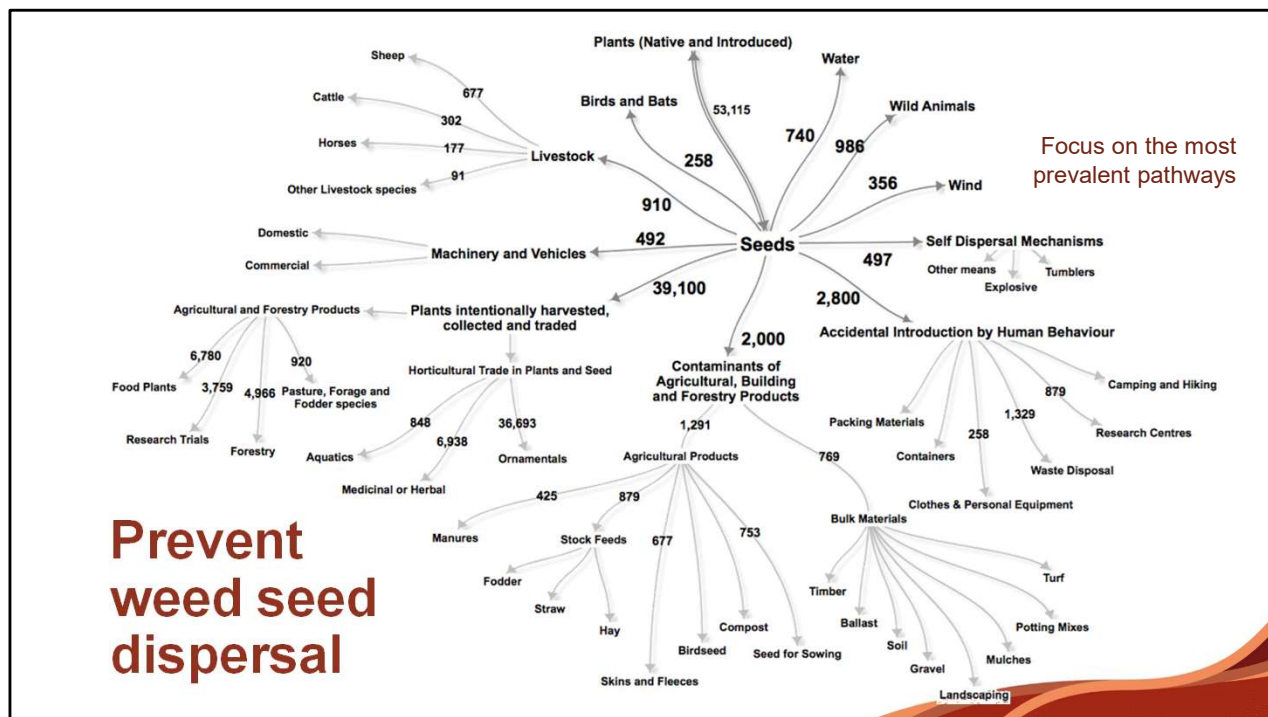 Plants (Native and Introduced)
Water
Sheep
677
Cattle
302
Horses
177
91
Other Livestock species
Livestock
Birds and Bats
258
53,115
740
Wild Animals
986
Focus on the most
prevalent pathways
356
Wind
910
Domestic
Commercial
Machinery and Vehicles
492
Seeds
497
Self Dispersal Mechanisms
Other means
Explosive
Tumblers
39,100
2,800
Agricultural and Forestry Products
Plants intentionally harvested,
collected and traded
2,000
Accidental Introduction by Human Behaviour
6,780
3,759
4,966
920
Food Plants
Research Trials
Forestry
Pasture, Forage and
Fodder species
Horticultural Trade in Plants and Seed
848
6,938
36,693
Aquatics
Medicinal or Herbal
Ornamentals
Contaminants of
Agricultural, Building
and Forestry Products
1,291
769
Packing Materials
Containers
258
Clothes & Personal Equipment
1,329
Waste Disposal
879
Research Centres
Camping and Hiking
Agricultural Products
425
879
677
753
Manures
Stock Feeds
Fodder
Straw
Hay
Skins and Fleeces
Birdseed
Compost
Seed for Sowing
Bulk Materials
Timber
Ballast
Soil
Gravel
Landscaping
Mulches
Potting Mixes
Turf
Prevent
weed seed
dispersal